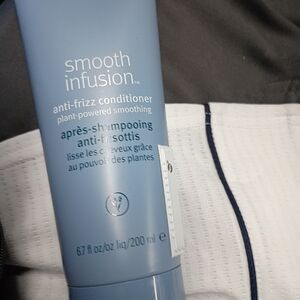 smooth
infusion™
anti-frizz conditioner
plant-powered smoothing
après-shampooing
anti-frisottis
lisse les cheveux grâce
au pouvoir des plantes
6.7 fl oz/oz liq/200 ml e